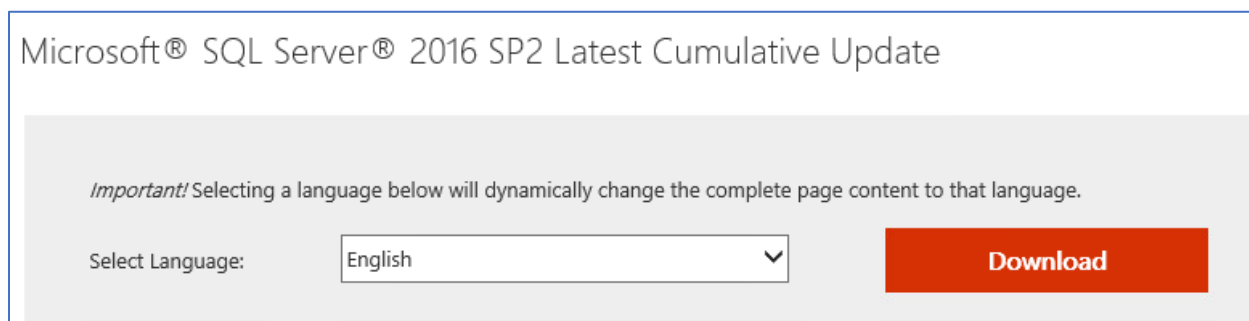 Microsoft® SQL Server® 2016 SP2 Latest Cumulative Update
Important! Selecting a language below will dynamically change the complete page content to that language.
Select Language:
English
Download